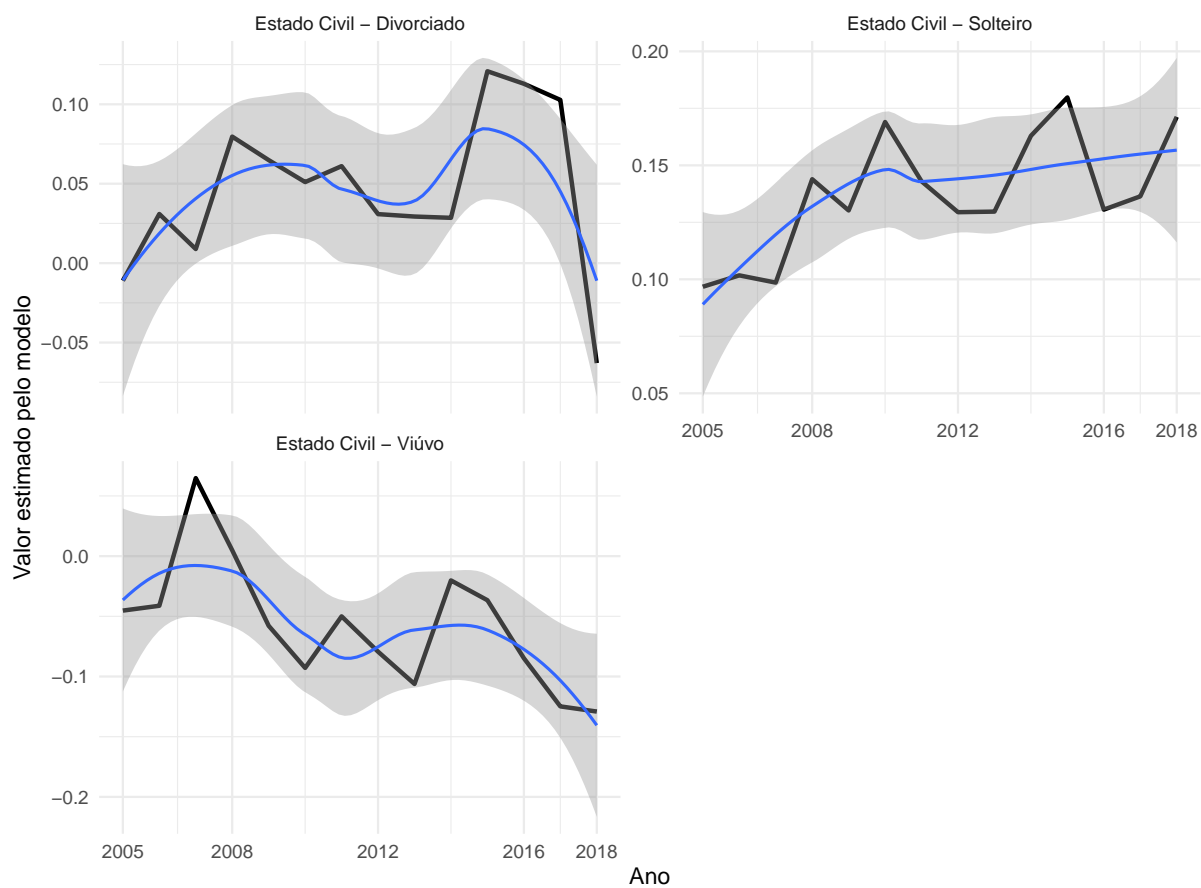 Estado Civil − Divorciado
Estado Civil − Solteiro
0.10
0.05
0.00
−0.05
0.20
0.15
0.10
0.05
2005 2008 2012 2016 2018
Estado Civil − Viúvo
0.0
−0.1
−0.2
2005 2008 2012 2016 2018
Valor estimado pelo modelo
Ano